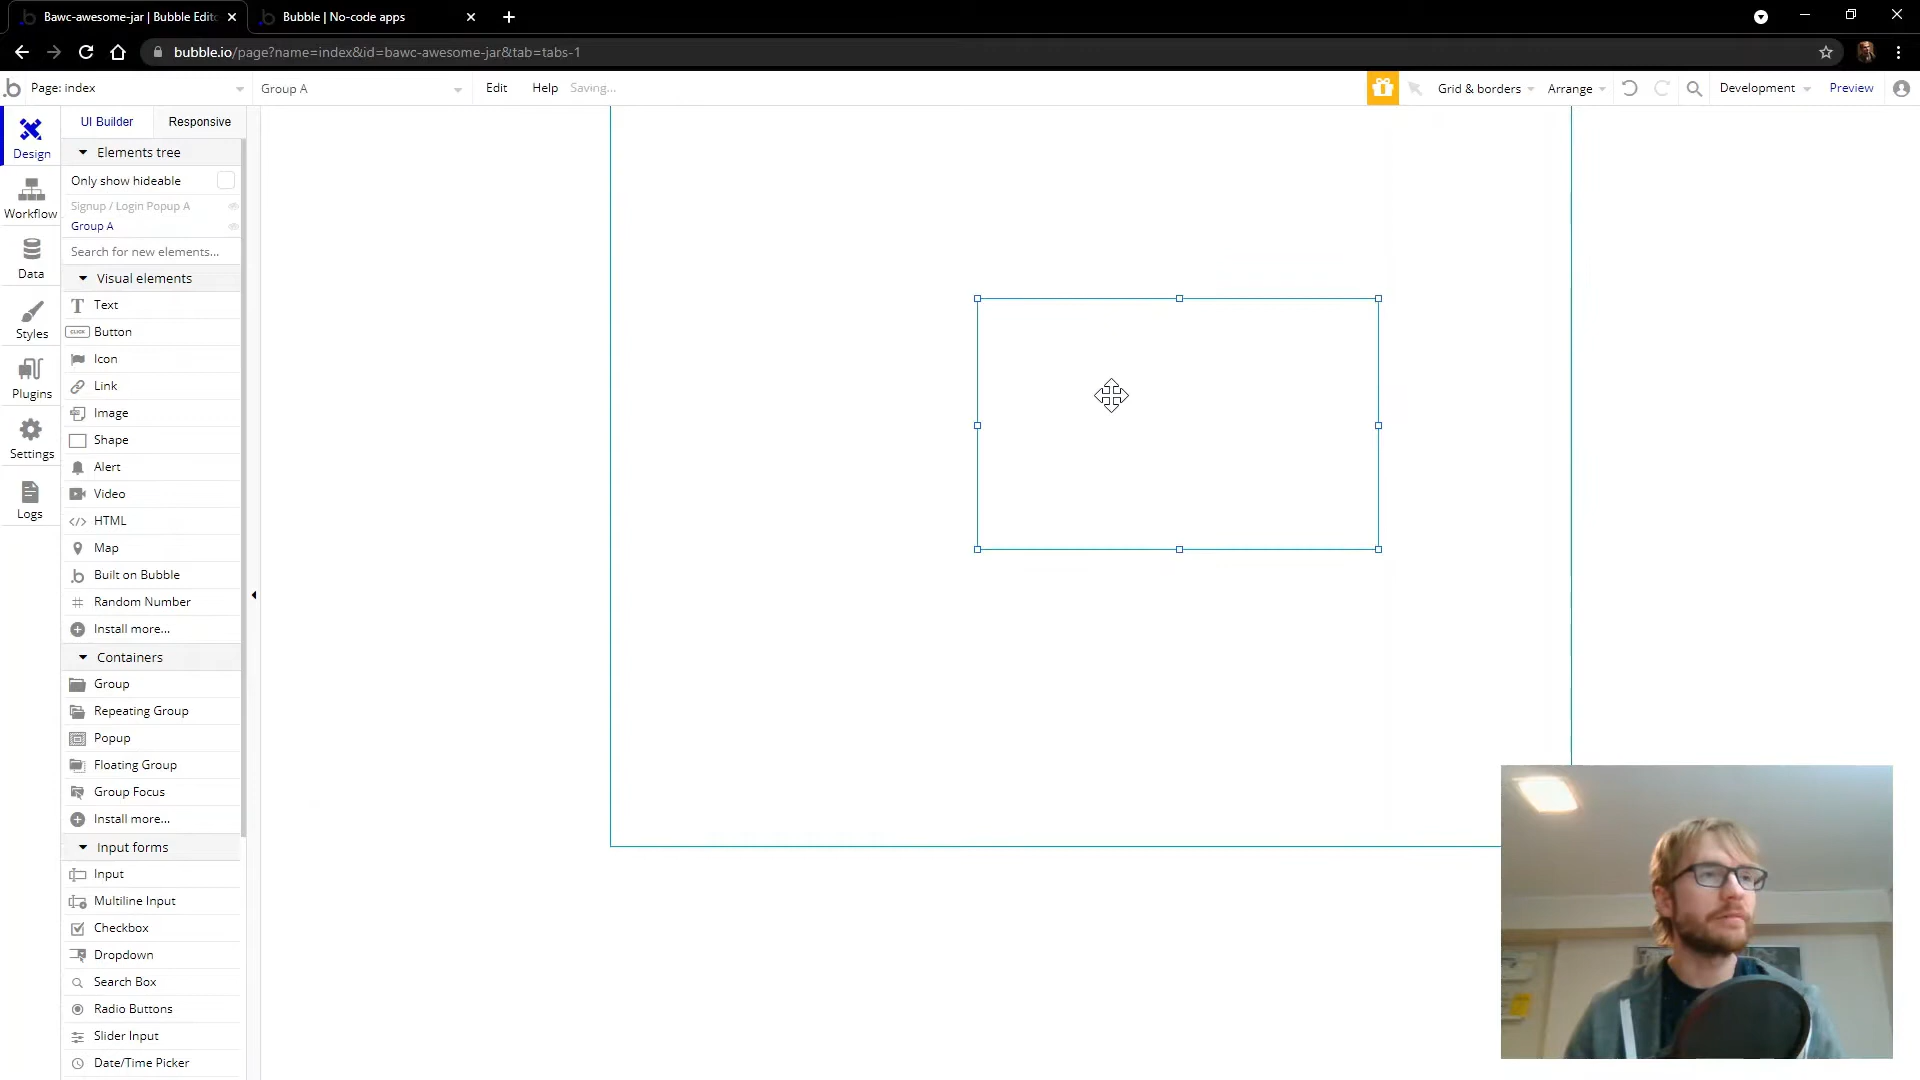 Bawc-awesome-jar | Bubble Edito
Bubble | No-code apps
bubble.io/page?name=index&id=bawc-awesome-jar&tab=tabs-1
Page: index
Group A
Edit
Help
Saving...
Grid & borders
Arrange
Development
Preview
Design
Workflow
Data
Styles
Plugins
Settings
Logs
UI Builder
Responsive
Elements tree
Only show hideable
Signup / Login Popup A
Group A
Search for new elements...
Visual elements
Text
CLICK
Button
Icon
Link
Image
Shape
Alert
Video
HTML
Map
Built on Bubble
Random Number
Install more...
Containers
Group
Repeating Group
Popup
Floating Group
Group Focus
Install more...
Input forms
Input
Multiline Input
Checkbox
Dropdown
Search Box
Radio Buttons
Slider Input
Date/Time Picker